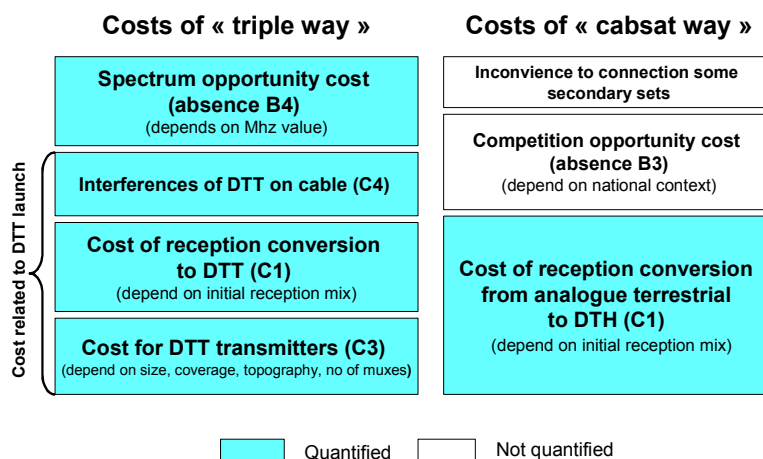 Costs of « triple way »
Spectrum opportunity cost
(absence B4)
(depends on Mhz value)
Cost related to DTT launch
Interferences of DTT on cable (C4)
Cost of reception conversion
to DTT (C1)
(depend on initial reception mix)
Cost for DTT transmitters (C3)
(depend on size, coverage, topography, no of muxes)
Costs of « cabsat way »
Inconvience to connection some
secondary sets
Competition opportunity cost
(absence B3)
(depend on national context)
Cost of reception conversion
from analogue terrestrial
to DTH (C1)
(depend on initial reception mix)
Quantified
Not quantified